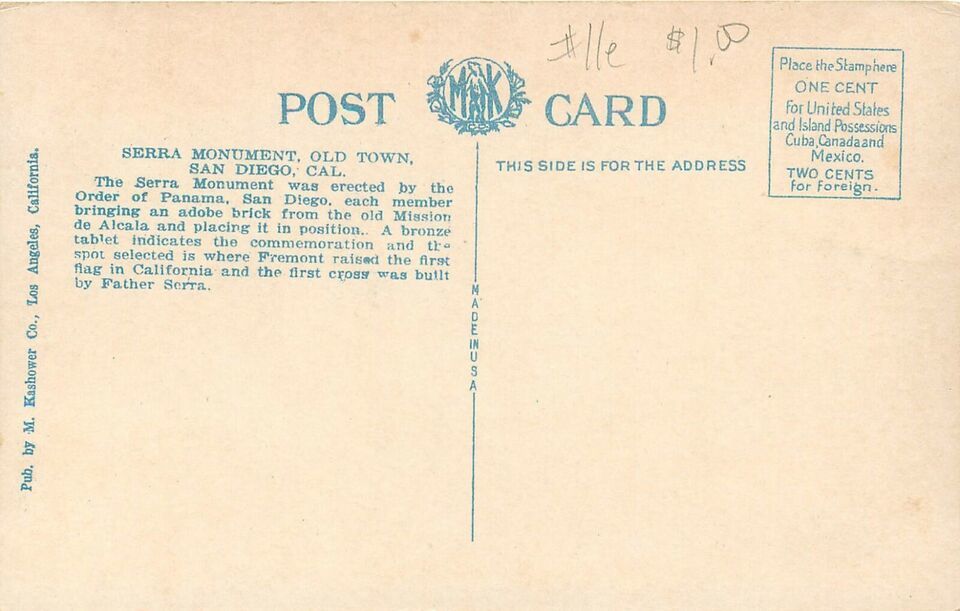 #11e $1.00
POST CARD
MK
Place the Stamp here
ONE CENT
For United States
and Island Possessions
Cuba, Canada and
Mexico.
TWO CENTS
for Foreign.
SERRA MONUMENT, OLD TOWN,
SAN DIEGO, CAL.
The Serra Monument was erected by the
Order of Panama, San Diego, each member
bringing an adobe brick from the old Mission
de Alcala and placing it in position.. A bronze
tablet indicates the commemoration and the
spot selected is where Fremont raised the first
flag in California and the first cross was built
by Father Serra.
THIS SIDE IS FOR THE ADDRESS
MADE IN USA
Pub. by M. Kashower Co., Los Angeles, California.